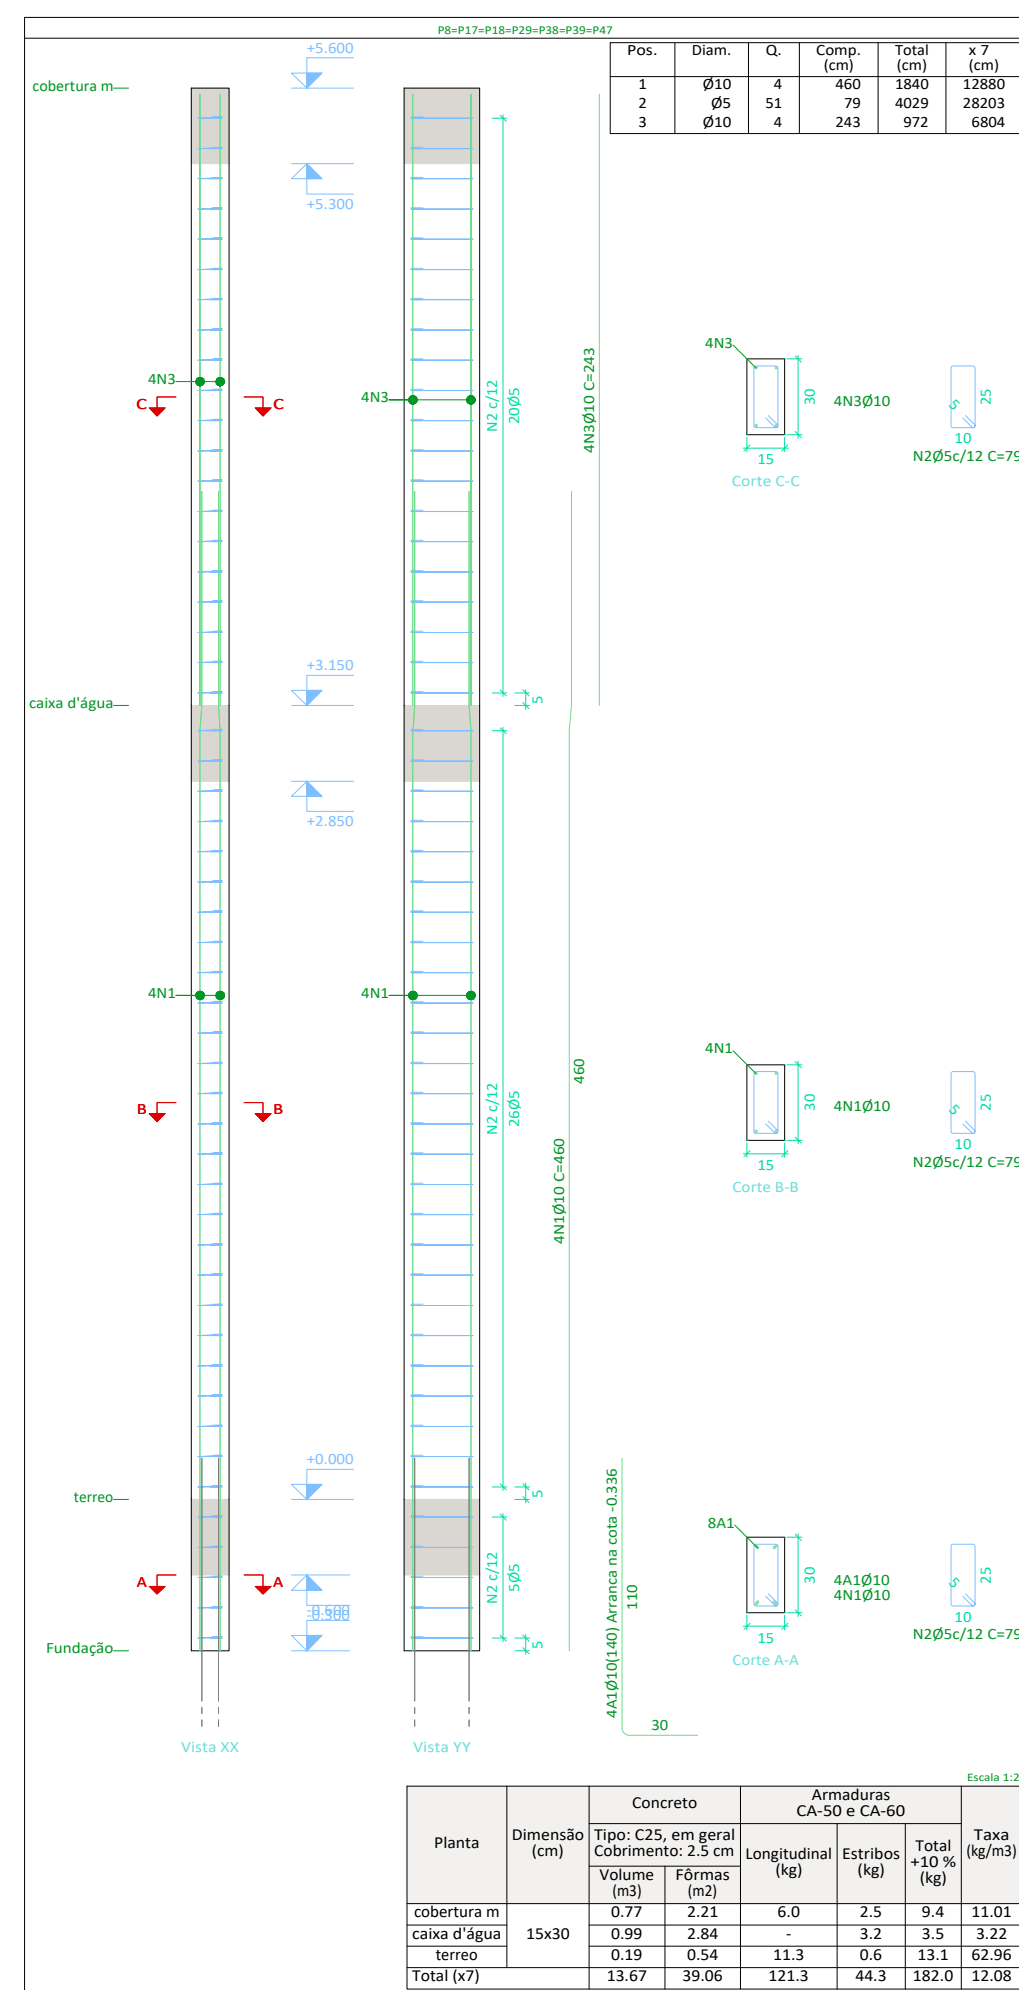 P8=P17=P18=P29=P38=P39=P47
Pos. Diam. Q. Comp. (cm) Total (cm) x 7 (cm)
1 Ø10 4 460 1840 12880
2 Ø5 51 79 4029 28203
3 Ø10 4 243 972 6804
+5.600
cobertura m
+5.300
4N3
C C
4N3
N2 c/12
20Ø5
4N3Ø10 C=243
4N3
30
15
4N3Ø10
Corte C-C
5
25
10
N2Ø5c/12 C=79
+3.150
caixa d'água
5
+2.850
4N1
4N1
B B
N2 c/12
26Ø5
460
4N1Ø10 C=460
4N1
30
15
4N1Ø10
Corte B-B
5
25
10
N2Ø5c/12 C=79
+0.000
terreo
5
A A
N2 c/12
5Ø5
Fundação
5
4A1Ø10(140) Arranca na cota -0.336
110
30
8A1
30
15
4A1Ø10
4N1Ø10
Corte A-A
5
25
10
N2Ø5c/12 C=79
Vista XX
Vista YY
Escala 1:2
Planta
Dimensão (cm)
Concreto
Armaduras
CA-50 e CA-60
Taxa (kg/m3)
Tipo: C25, em geral
Cobrimento: 2.5 cm
Longitudinal (kg)
Estribos (kg)
Total +10 % (kg)
Volume (m3)
Fôrmas (m2)
cobertura m 15x30 0.77 2.21 6.0 2.5 9.4 11.01
caixa d'água 0.99 2.84 - 3.2 3.5 3.22
terreo 0.19 0.54 11.3 0.6 13.1 62.96
Total (x7) 13.67 39.06 121.3 44.3 182.0 12.08